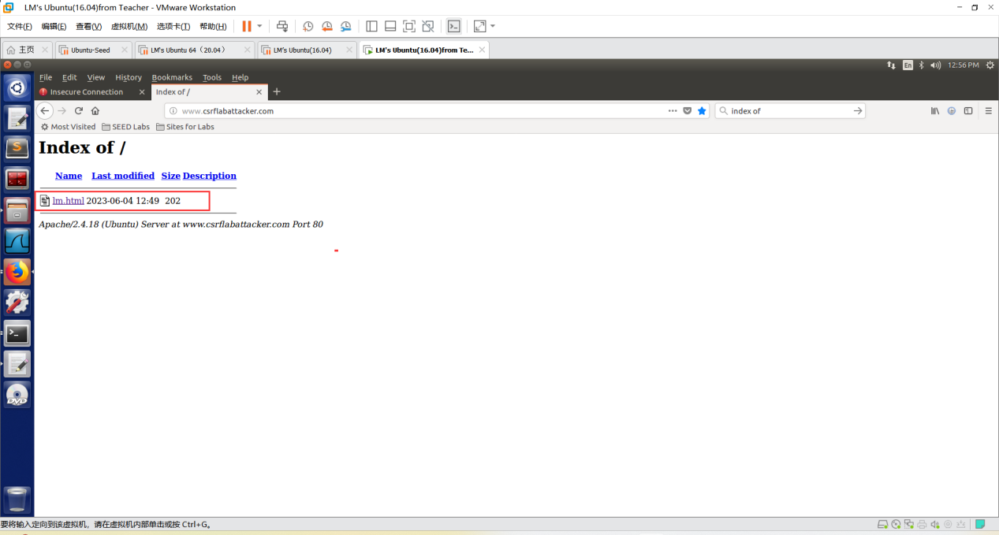 LM's Ubuntu(16.04)from Teacher - VMware Workstation
文件(F) 编辑(E) 查看(V) 虚拟机(M) 选项卡(T) 帮助(H)
主页 Ubuntu-Seed LM's Ubuntu 64（20.04） LM's Ubuntu(16.04) LM's Ubuntu(16.04)from Te...
En 12:56 PM
File Edit View History Bookmarks Tools Help
Insecure Connection Index of /
www.csrflabattacker.com index of
Most Visited SEED Labs Sites for Labs
Index of /
Name Last modified Size Description
lm.html 2023-06-04 12:49 202
Apache/2.4.18 (Ubuntu) Server at www.csrflabattacker.com Port 80
DVD
要将输入定向到该虚拟机，请在虚拟机内部单击或按 Ctrl+G。